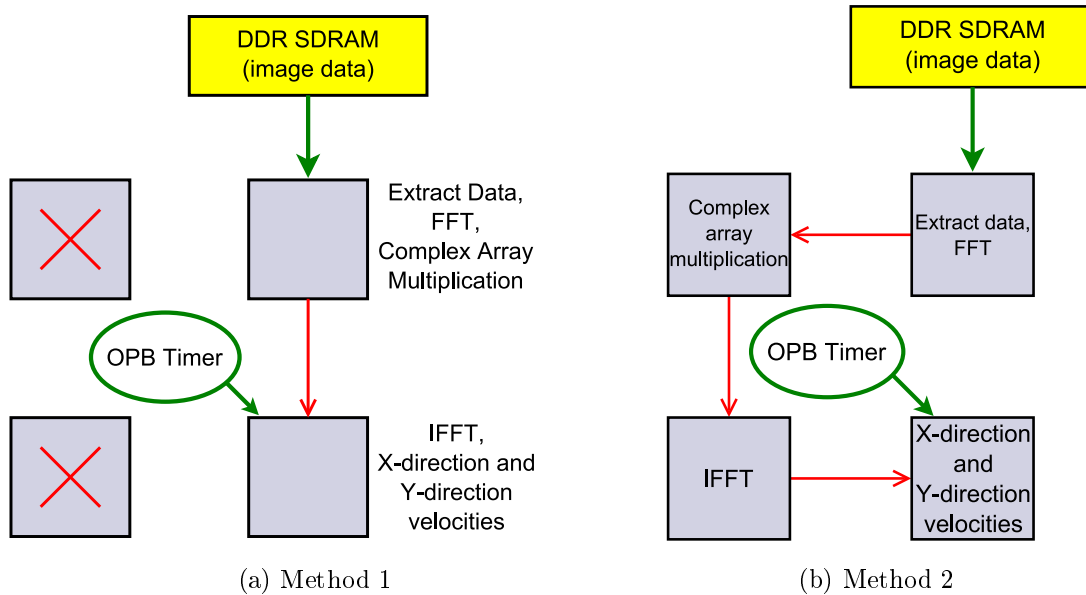 DDR SDRAM
(image data)
Extract Data,
FFT,
Complex Array
Multiplication
OPB Timer
IFFT,
X-direction and
Y-direction
velocities
(a) Method 1
DDR SDRAM
(image data)
Complex
array
multiplication
Extract data,
FFT
OPB Timer
IFFT
X-direction
and
Y-direction
velocities
(b) Method 2